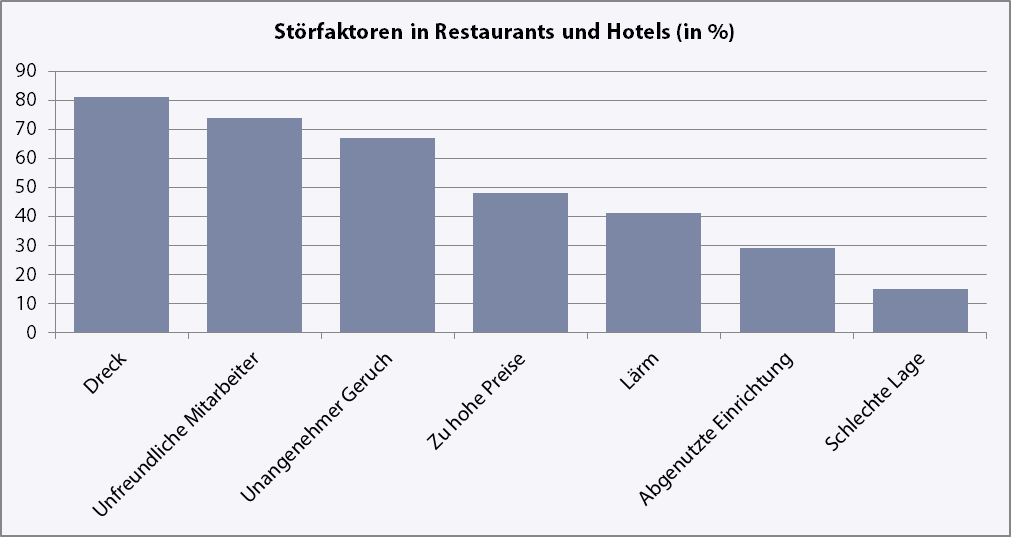 Störfaktoren in Restaurants und Hotels (in %)
90
80
70
60
50
40
30
20
10
0
Dreck
Unfreundliche Mitarbeiter
Unangenehmer Geruch
Zu hohe Preise
Lärm
Abgenutzte Einrichtung
Schlechte Lage